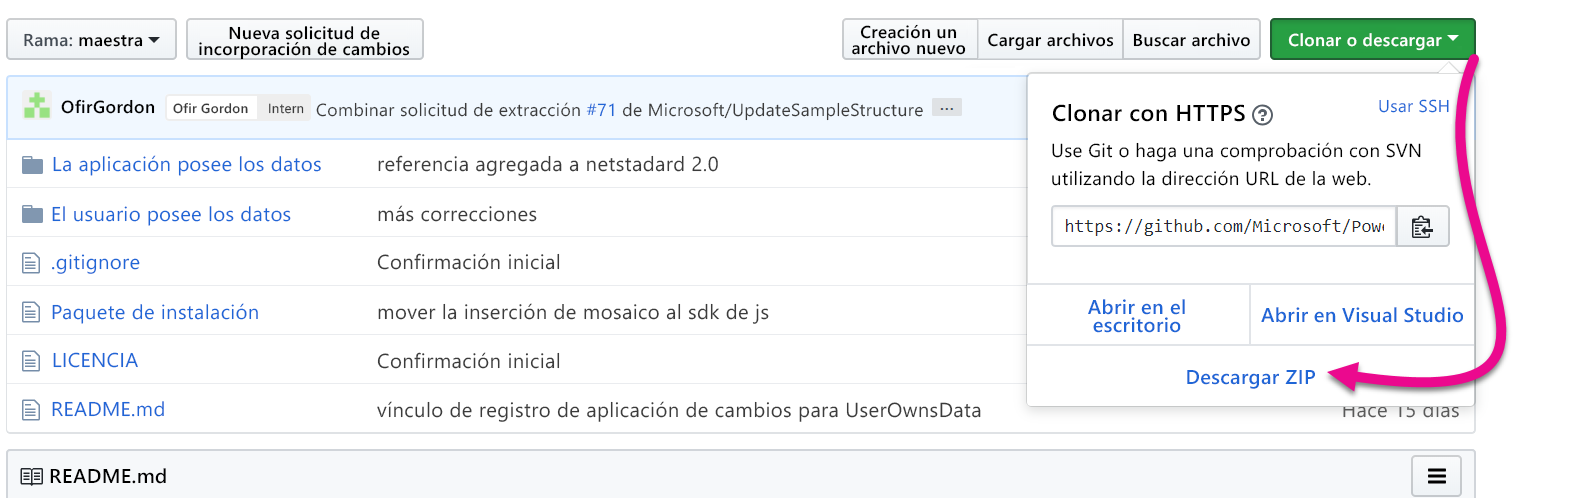 Rama: maestra
Nueva solicitud de
incorporación de cambios
Creación un
archivo nuevo
Cargar archivos
Buscar archivo
Clonar o descargar
OfirGordon
Ofir Gordon
Intern
Combinar solicitud de extracción #71 de Microsoft/UpdateSampleStructure
...
La aplicación posee los datos
referencia agregada a netstadard 2.0
El usuario posee los datos
más correcciones
.gitignore
Confirmación inicial
Paquete de instalación
mover la inserción de mosaico al sdk de js
LICENCIA
Confirmación inicial
README.md
vínculo de registro de aplicación de cambios para UserOwnsData
Hace 15 días
Clonar con HTTPS
Usar SSH
Use Git o haga una comprobación con SVN
utilizando la dirección URL de la web.
https://github.com/Microsoft/Powe
Abrir en el
escritorio
Abrir en Visual Studio
Descargar ZIP
README.md